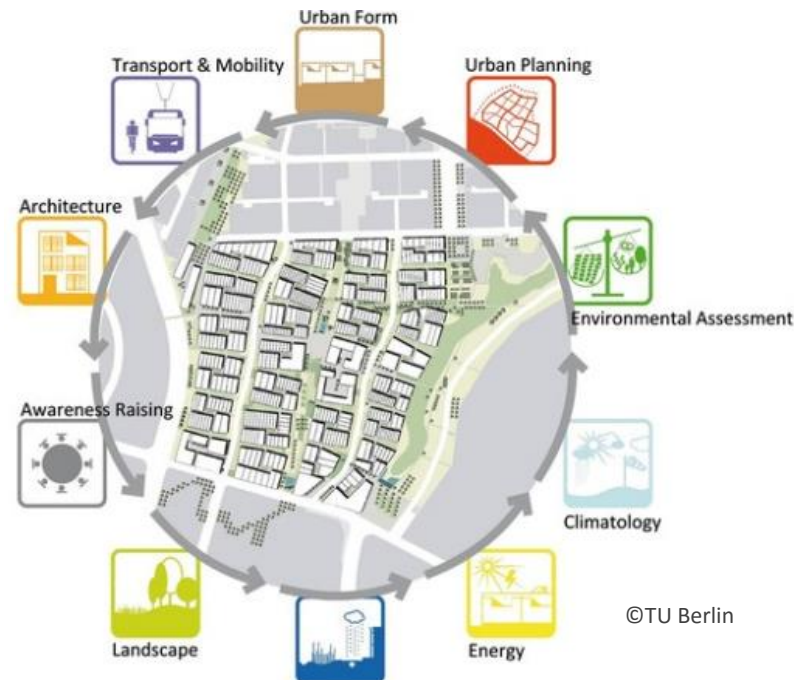 Urban Form
Transport & Mobility
Urban Planning
Architecture
Environmental Assessment
Awareness Raising
Climatology
©TU Berlin
Landscape
Energy